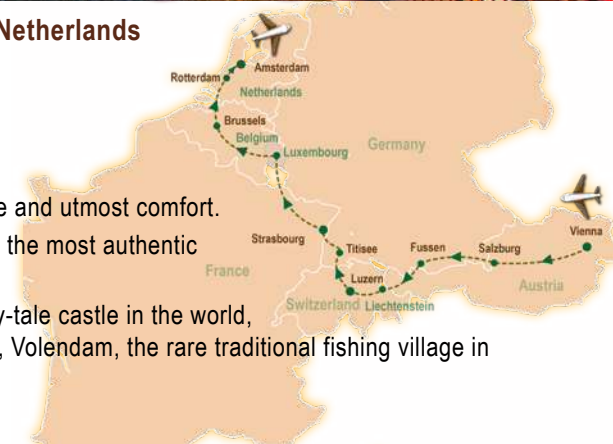 Netherlands
Amsterdam
Rotterdam
Netherlands
Brussels
Belgium
Luxembourg
Germany
e and utmost comfort.
the most authentic
Strasbourg
Titisee
Fussen
Salzburg
Vienna
France
Luzern
Austria
Switzerland
Liechtenstein
y-tale castle in the world,
, Volendam, the rare traditional fishing village in